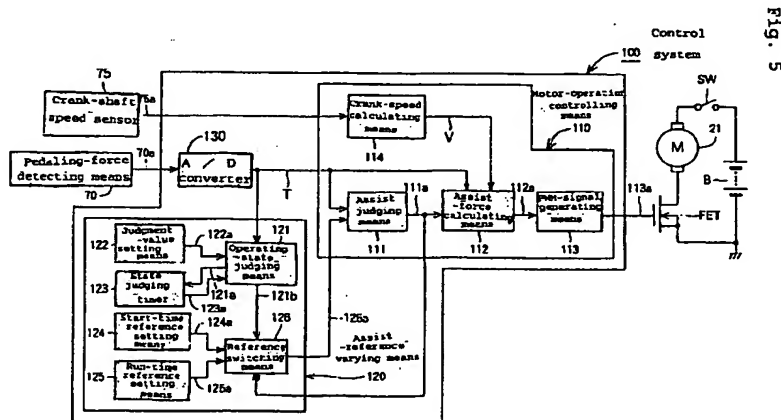 Fig. 5
Control
system
100
75
Crank-shaft
speed sensor
75a
Pedaling-force
detecting means
70
70a
130
A / D
converter
T
Crank-speed
calculating
means
114
V
Motor-Operation
controlling
means
110
Assist judging
means
111
111a
Assist-
force
calculating
means
112
112a
PWM-signal
generating
means
113
113a
SW
M
21
B
FET
Judgment
-value
setting
means
122
122a
Operating
-state
judging
means
121
121a
121b
State
judging
timer
123
123a
Start-time
reference
setting
means
124
124a
Run-time
reference
setting
means
125
125a
Reference
switching
means
126
126a
Assist
-reference
varying means
120